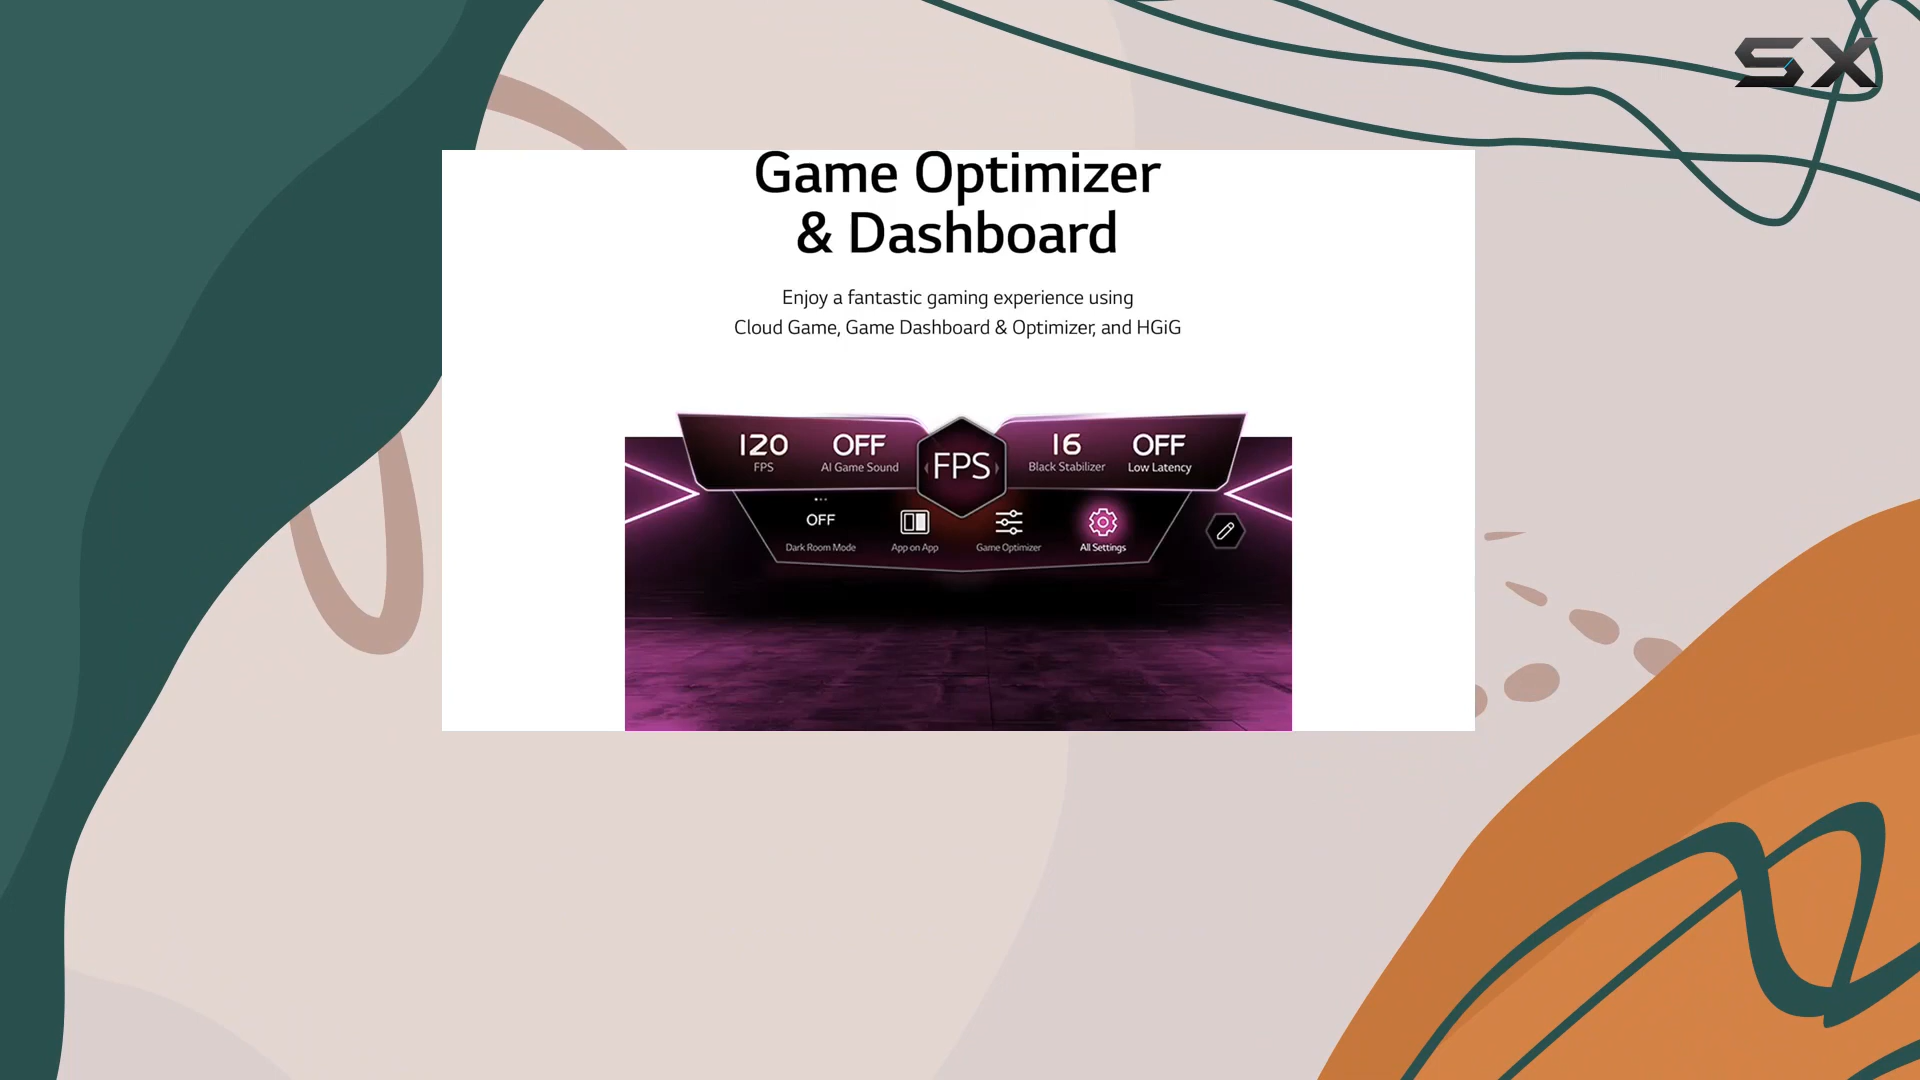 SX
Game Optimizer
& Dashboard
Enjoy a fantastic gaming experience using
Cloud Game, Game Dashboard & Optimizer, and HGiG
120 OFF FPS 16 OFF
FPS AI Game Sound Black Stabilizer Low Latency
OFF
Dark Room Mode App on App Game Optimizer All Settings